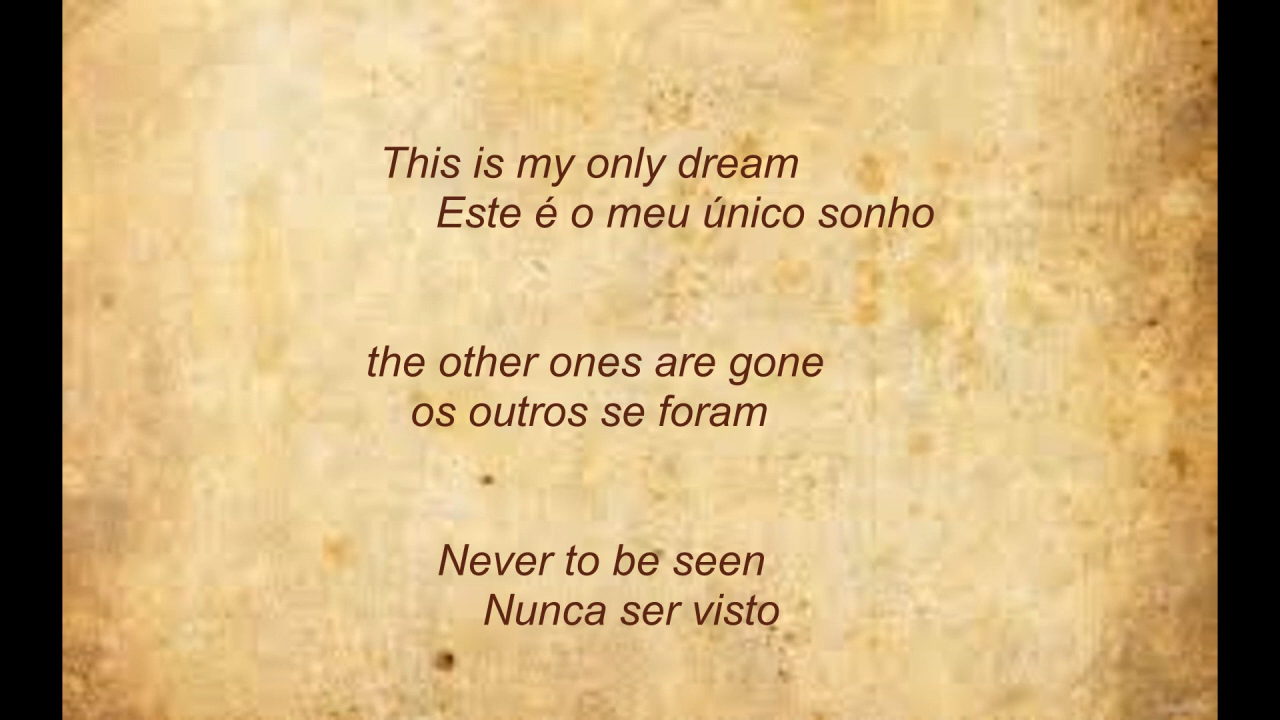 This is my only dream
Este é o meu único sonho
the other ones are gone
os outros se foram
Never to be seen
Nunca ser visto